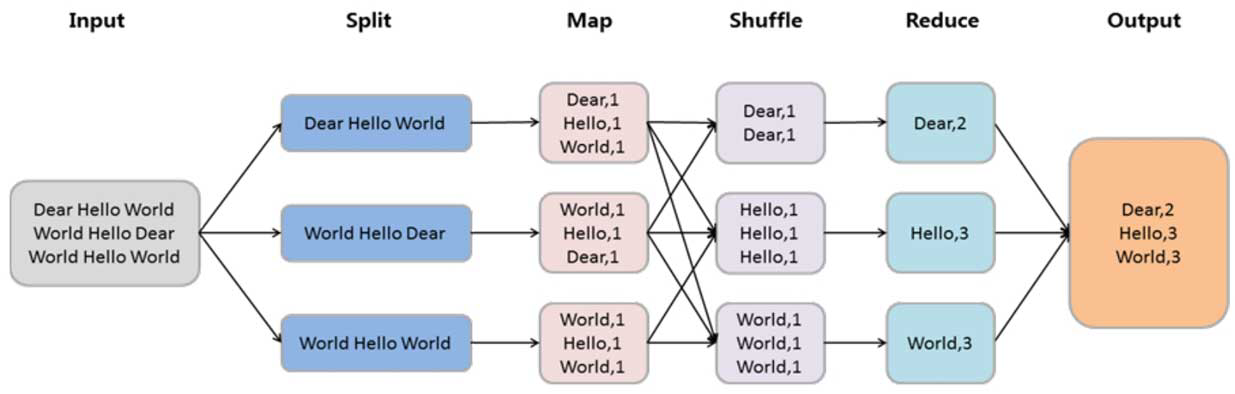 Input
Split
Map
Shuffle
Reduce
Output
Dear Hello World
World Hello Dear
World Hello World
Dear Hello World
World Hello Dear
World Hello World
Dear,1
Hello,1
World,1
World,1
Hello,1
Dear,1
World,1
Hello,1
World,1
Dear,1
Dear,1
Hello,1
Hello,1
Hello,1
World,1
World,1
World,1
Dear,2
Hello,3
World,3
Dear,2
Hello,3
World,3